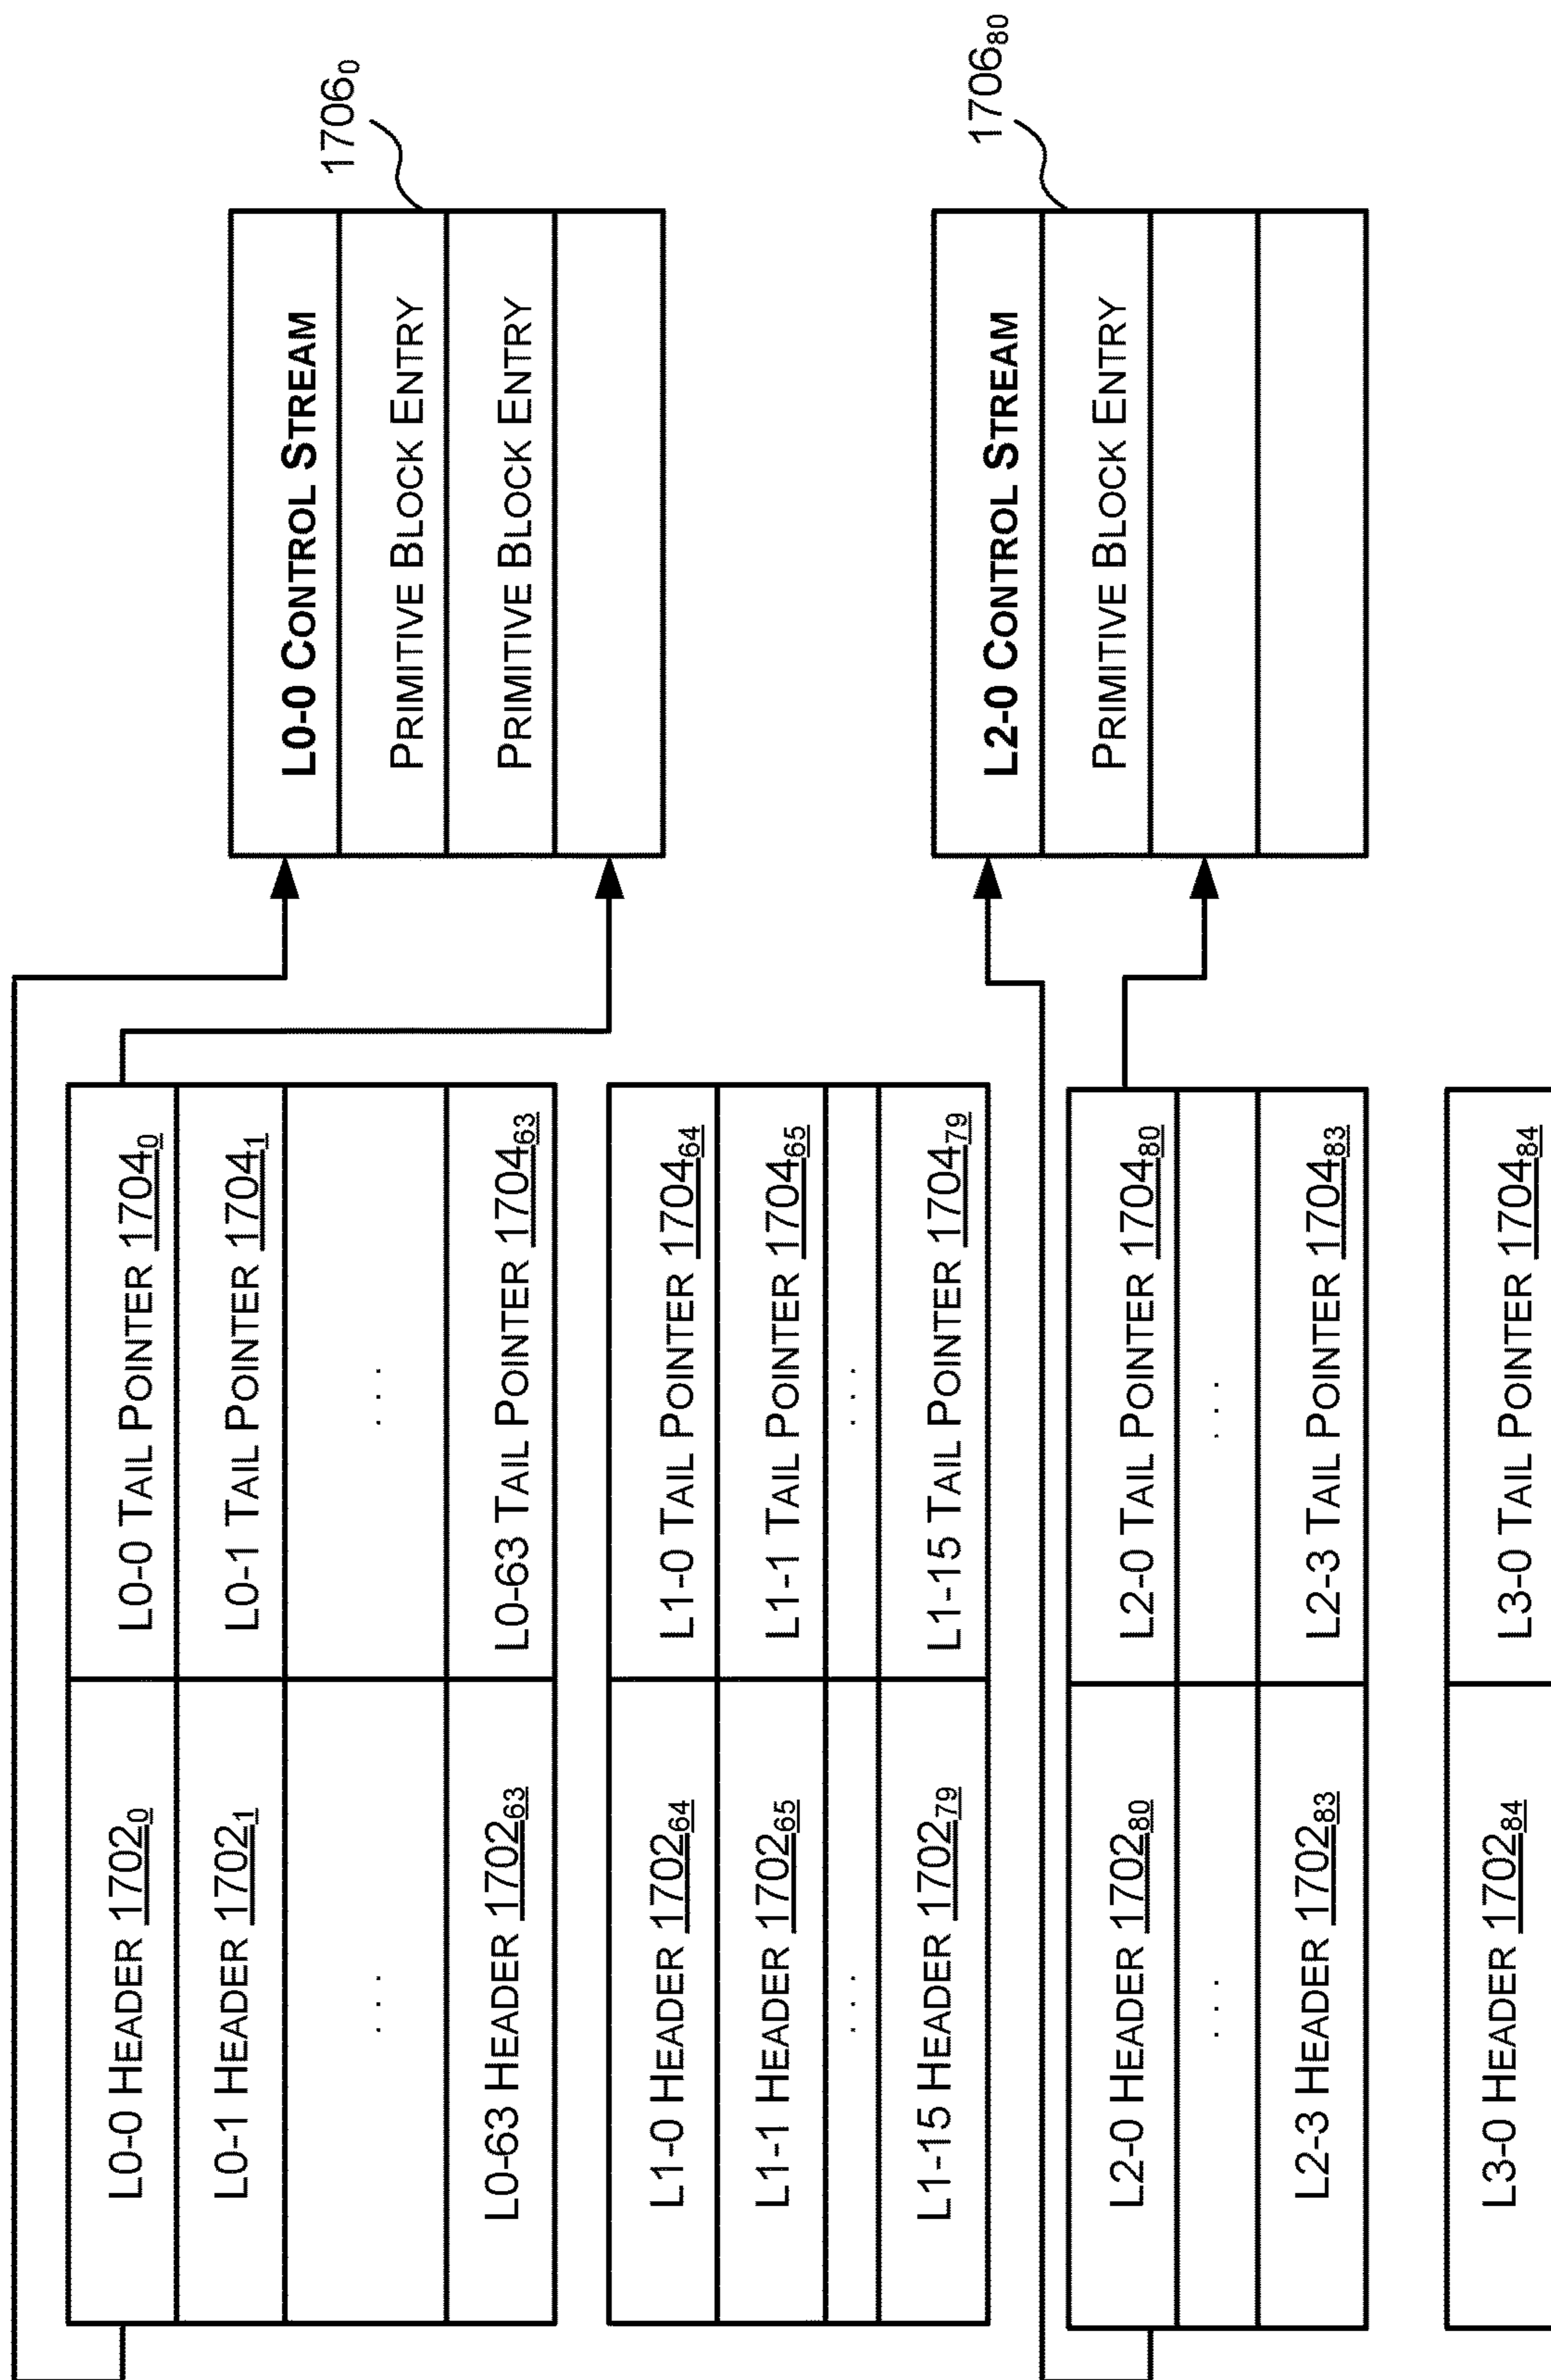 L0-0 HEADER 1702₀ L0-0 TAIL POINTER 1704₀
L0-1 HEADER 1702₁ L0-1 TAIL POINTER 1704₁
... ...
L0-63 HEADER 1702₆₃ L0-63 TAIL POINTER 1704₆₃
L1-0 HEADER 1702₆₄ L1-0 TAIL POINTER 1704₆₄
L1-1 HEADER 1702₆₅ L1-1 TAIL POINTER 1704₆₅
... ...
L1-15 HEADER 1702₇₉ L1-15 TAIL POINTER 1704₇₉
L2-0 HEADER 1702₈₀ L2-0 TAIL POINTER 1704₈₀
... ...
L2-3 HEADER 1702₈₃ L2-3 TAIL POINTER 1704₈₃
L3-0 HEADER 1702₈₄ L3-0 TAIL POINTER 1704₈₄
L0-0 CONTROL STREAM
PRIMITIVE BLOCK ENTRY
PRIMITIVE BLOCK ENTRY
1706₀
L2-0 CONTROL STREAM
PRIMITIVE BLOCK ENTRY
1706₈₀